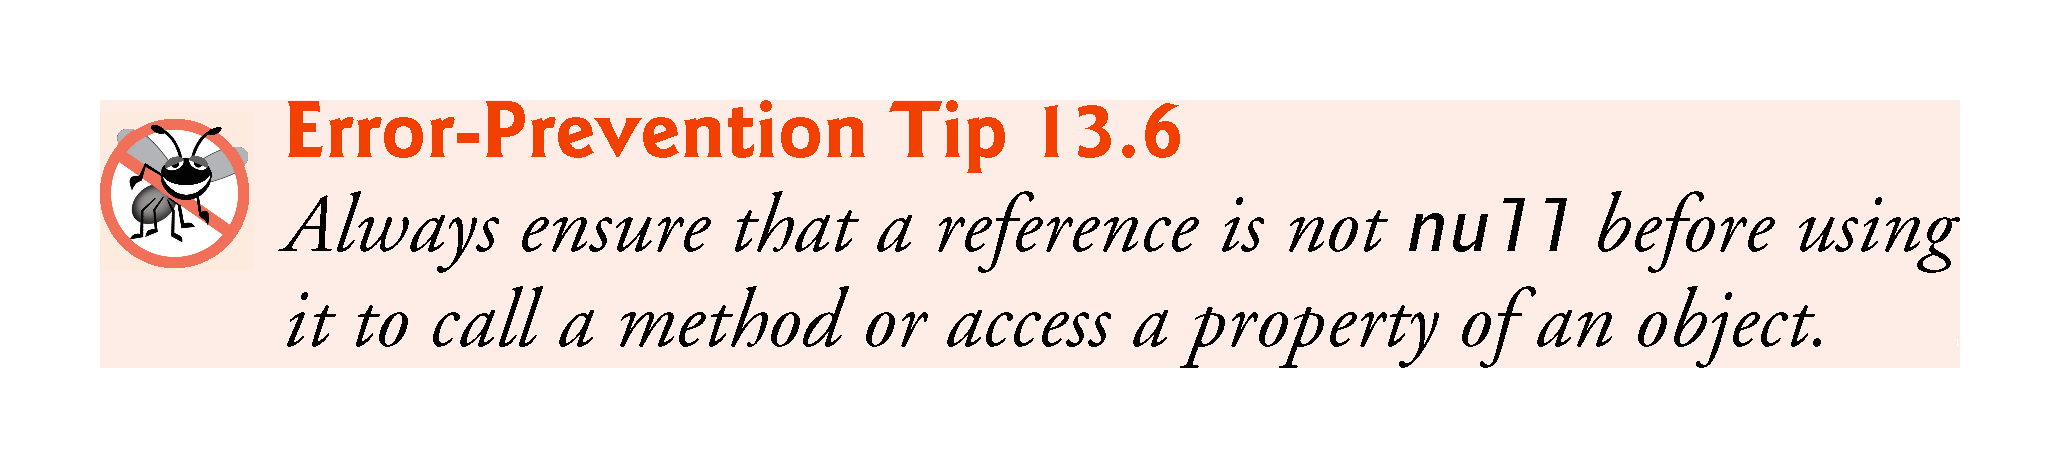 Error-Prevention Tip 13.6
Always ensure that a reference is not null before using
it to call a method or access a property of an object.